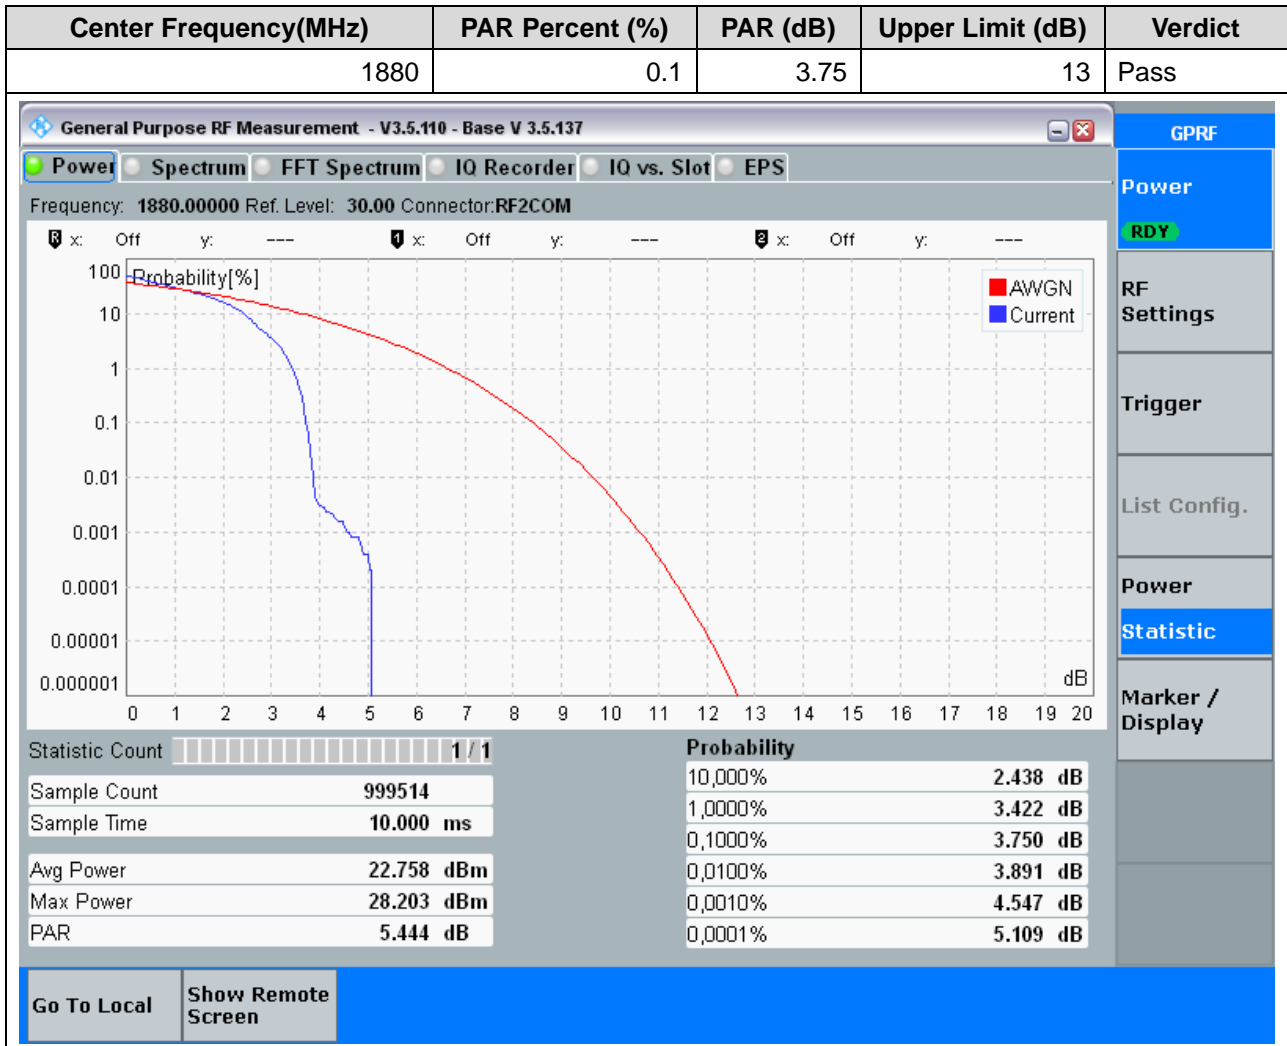 Center Frequency(MHz) PAR Percent (%) PAR (dB) Upper Limit (dB) Verdict
1880 0.1 3.75 13 Pass
General Purpose RF Measurement - V3.5.110 - Base V 3.5.137
GPRF
Power Spectrum FFT Spectrum IQ Recorder IQ vs. Slot EPS
Power
RDY
Frequency: 1880.00000 Ref. Level: 30.00 Connector:RF2COM
R x: Off y: --- 1 x: Off y: --- 2 x: Off y: ---
Probability[%]
AWGN
Current
100
10
1
0.1
0.01
0.001
0.0001
0.00001
0.000001
dB
0 1 2 3 4 5 6 7 8 9 10 11 12 13 14 15 16 17 18 19 20
RF
Settings
Trigger
List Config.
Power
Statistic
Marker /
Display
Statistic Count 1 / 1
Sample Count 999514
Sample Time 10.000 ms
Avg Power 22.758 dBm
Max Power 28.203 dBm
PAR 5.444 dB
Probability
10,000% 2.438 dB
1,0000% 3.422 dB
0,1000% 3.750 dB
0,0100% 3.891 dB
0,0010% 4.547 dB
0,0001% 5.109 dB
Go To Local
Show Remote
Screen